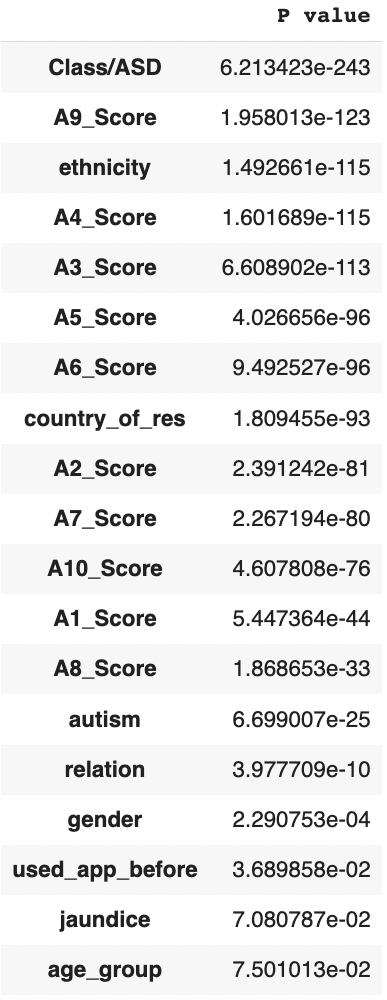 P value
Class/ASD 6.213423e-243
A9_Score 1.958013e-123
ethnicity 1.492661e-115
A4_Score 1.601689e-115
A3_Score 6.608902e-113
A5_Score 4.026656e-96
A6_Score 9.492527e-96
country_of_res 1.809455e-93
A2_Score 2.391242e-81
A7_Score 2.267194e-80
A10_Score 4.607808e-76
A1_Score 5.447364e-44
A8_Score 1.868653e-33
autism 6.699007e-25
relation 3.977709e-10
gender 2.290753e-04
used_app_before 3.689858e-02
jaundice 7.080787e-02
age_group 7.501013e-02